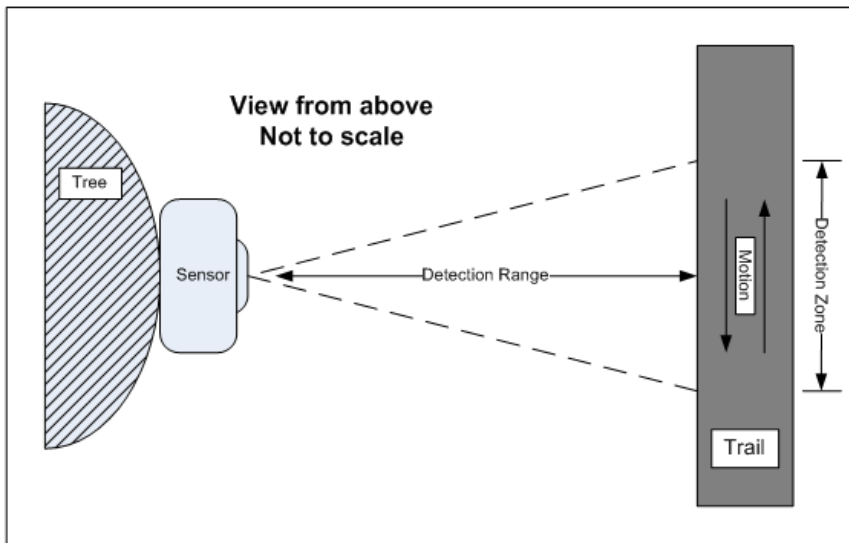 View from above
Not to scale
Tree
Sensor
Detection Range
Motion
Detection Zone
Trail